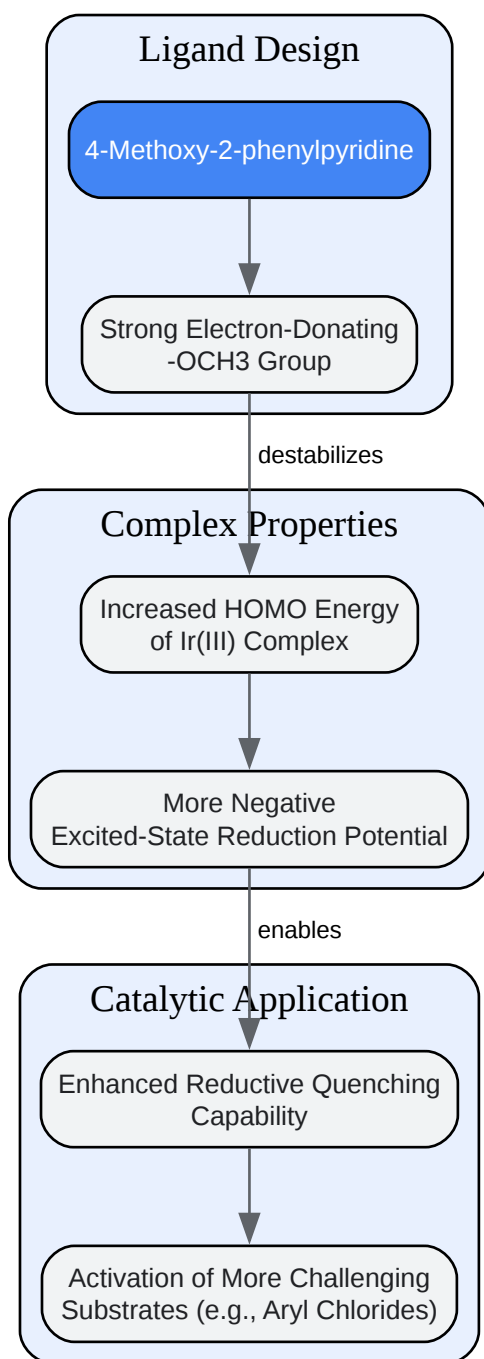 Ligand Design
4-Methoxy-2-phenylpyridine
Strong Electron-Donating
-OCH3 Group
destabilizes
Complex Properties
Increased HOMO Energy
of Ir(III) Complex
More Negative
Excited-State Reduction Potential
enables
Catalytic Application
Enhanced Reductive Quenching
Capability
Activation of More Challenging
Substrates (e.g., Aryl Chlorides)